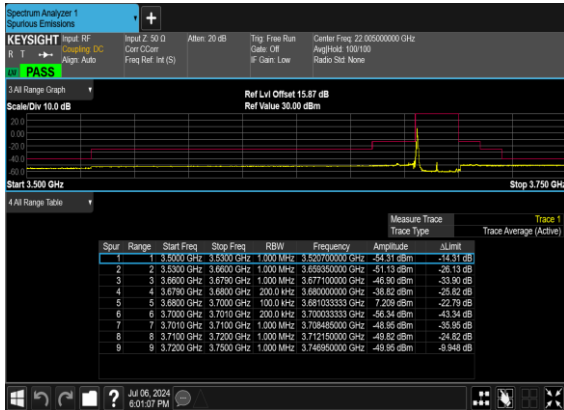 Spectrum Analyzer 1
Spurious Emissions
KEYSIGHT Input: RF Input Z: 50 Ω Atten: 20 dB Trig: Free Run Center Freq: 22.005000000 GHz
R T Coupling: DC Corr CCorr Gate: Off Avg|Hold: 100/100
Align: Auto Freq Ref: Int (S) IF Gain: Low Radio Std: None
LXI PASS
3 All Range Graph
Ref Lvl Offset 15.87 dB
Scale/Div 10.0 dB Ref Value 30.00 dBm
20.0
0.00
-20.0
-40.0
-60.0
Start 3.500 GHz Stop 3.750 GHz
4 All Range Table
Measure Trace Trace 1
Trace Type Trace Average (Active)
Spur Range Start Freq Stop Freq RBW Frequency Amplitude ΔLimit
1 1 3.5000 GHz 3.5300 GHz 1.000 MHz 3.520700000 GHz -54.31 dBm -14.31 dB
2 2 3.5300 GHz 3.6600 GHz 1.000 MHz 3.659350000 GHz -51.13 dBm -26.13 dB
3 3 3.6600 GHz 3.6790 GHz 1.000 MHz 3.677100000 GHz -46.90 dBm -33.90 dB
4 4 3.6790 GHz 3.6800 GHz 200.0 kHz 3.680000000 GHz -38.82 dBm -25.82 dB
5 5 3.6800 GHz 3.7000 GHz 100.0 kHz 3.681033333 GHz 7.209 dBm -22.79 dB
6 6 3.7000 GHz 3.7010 GHz 200.0 kHz 3.700033333 GHz -56.34 dBm -43.34 dB
7 7 3.7010 GHz 3.7100 GHz 1.000 MHz 3.708485000 GHz -48.95 dBm -35.95 dB
8 8 3.7100 GHz 3.7200 GHz 1.000 MHz 3.712150000 GHz -49.82 dBm -24.82 dB
9 9 3.7200 GHz 3.7500 GHz 1.000 MHz 3.746950000 GHz -49.95 dBm -9.948 dB
Jul 06, 2024
6:01:07 PM